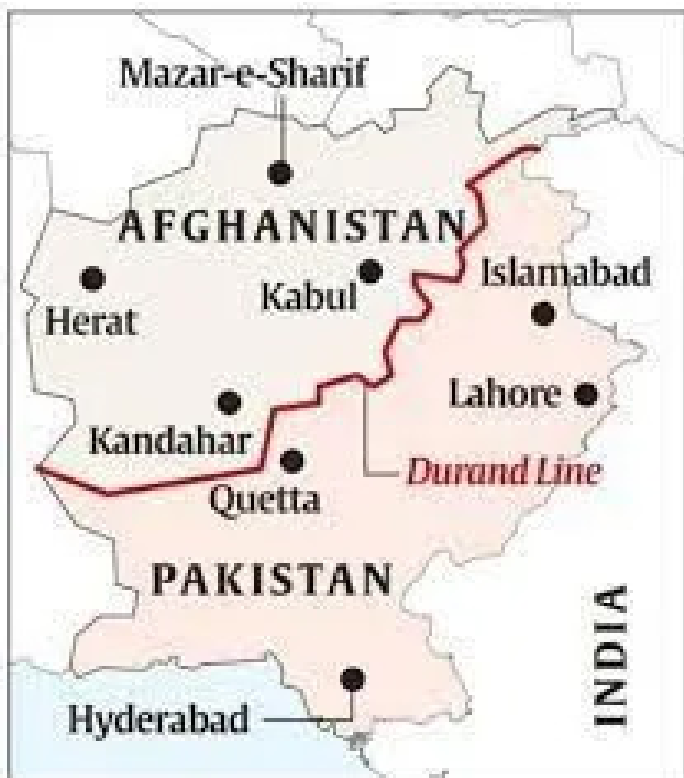 Mazar-e-Sharif
AFGHANISTAN
Islamabad
Kabul
Herat
Lahore
Kandahar
Durand Line
Quetta
PAKISTAN
INDIA
Hyderabad